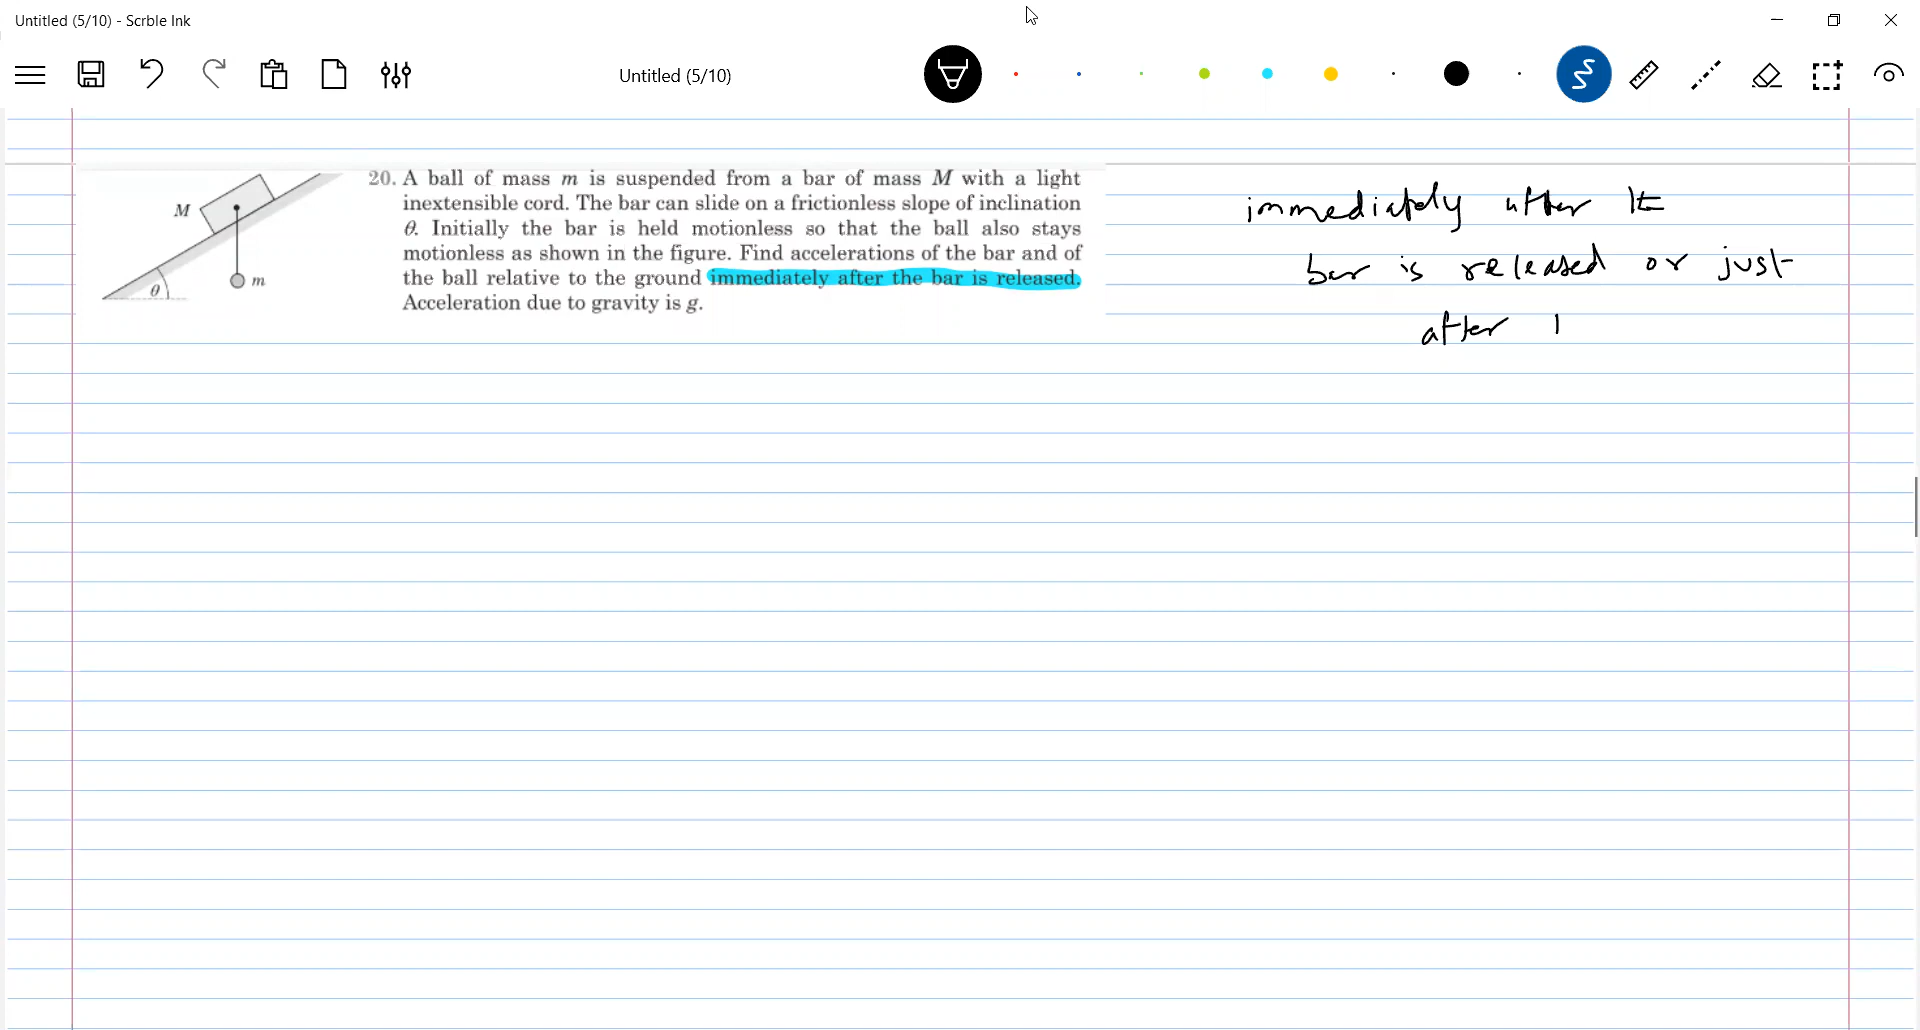 Untitled (5/10) - Scrble Ink
Untitled (5/10)
20. A ball of mass m is suspended from a bar of mass M with a light
inextensible cord. The bar can slide on a frictionless slope of inclination
θ. Initially the bar is held motionless so that the ball also stays
motionless as shown in the figure. Find accelerations of the bar and of
the ball relative to the ground immediately after the bar is released.
Acceleration due to gravity is g.
M
m
θ
immediately after
bar is released or just
after